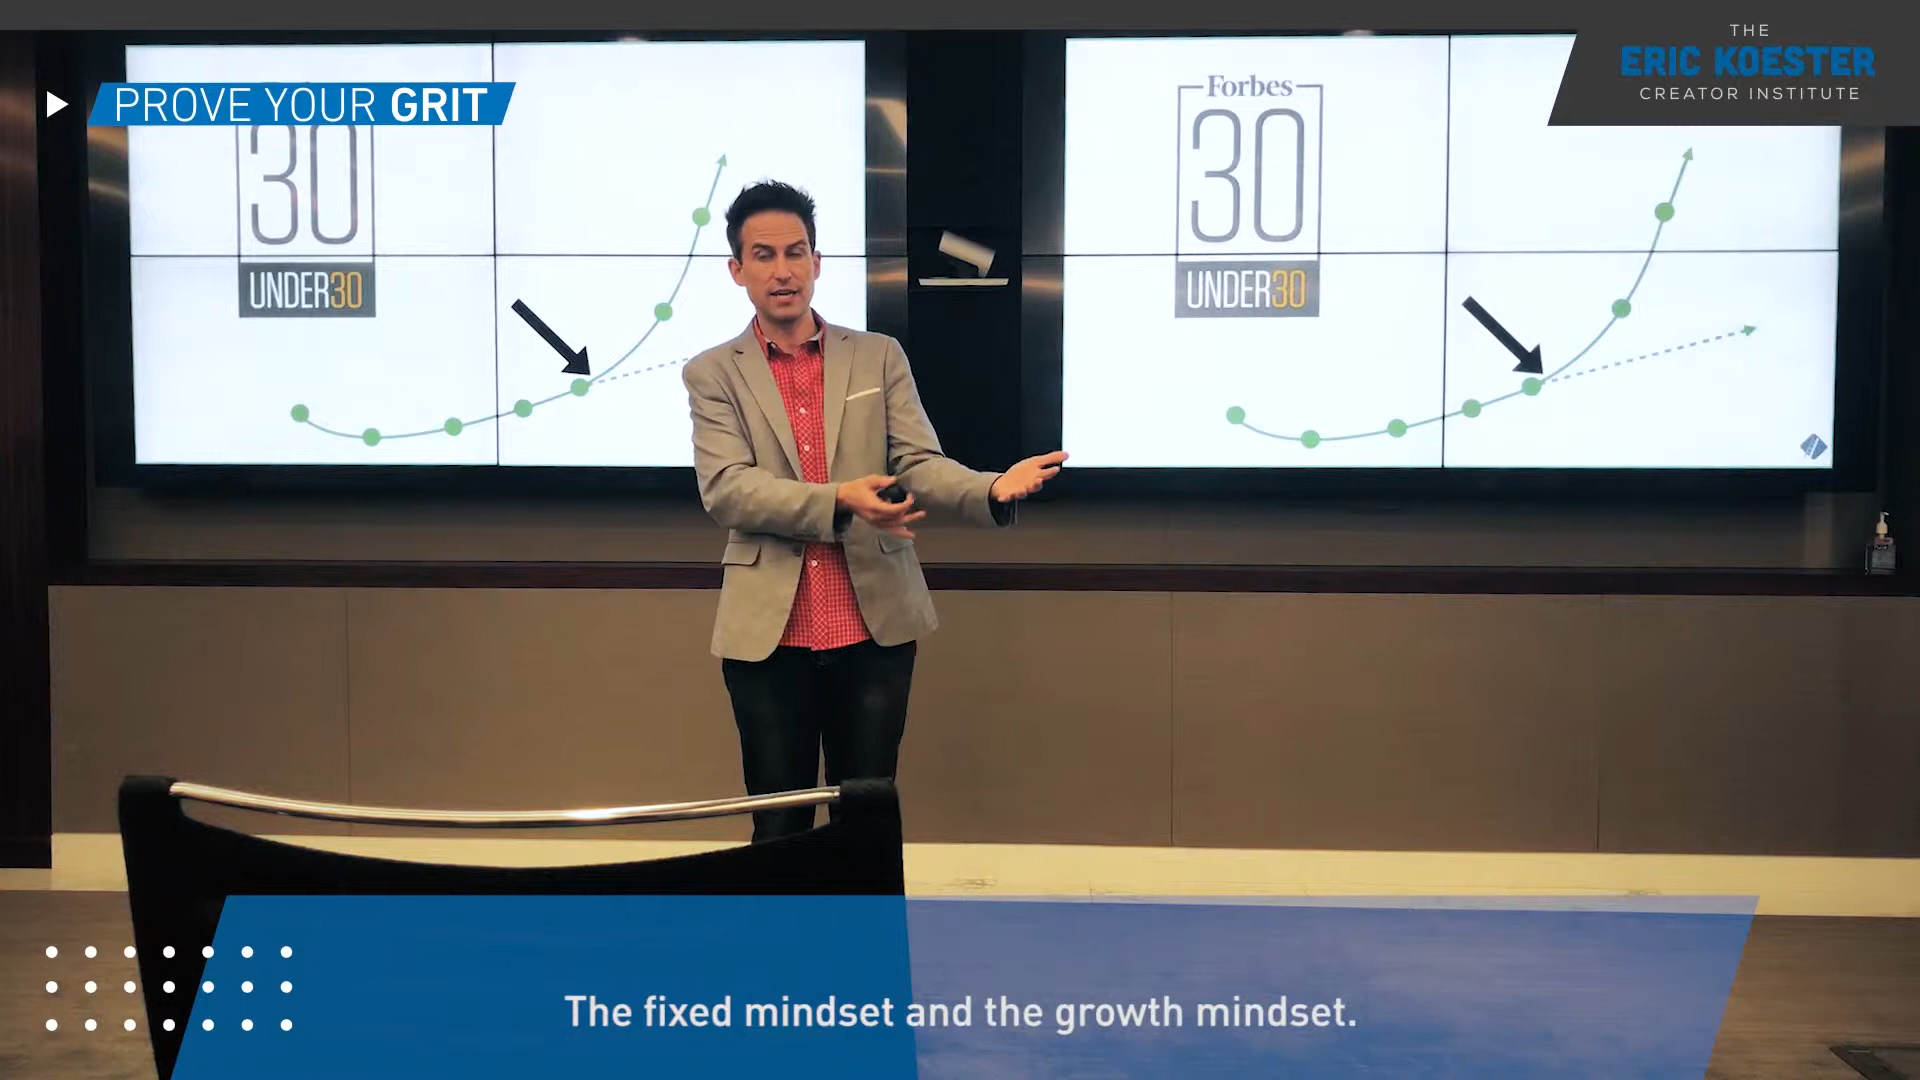 PROVE YOUR GRIT
30
UNDER30
Forbes
30
UNDER30
THE
ERIC KOESTER
CREATOR INSTITUTE
The fixed mindset and the growth mindset.